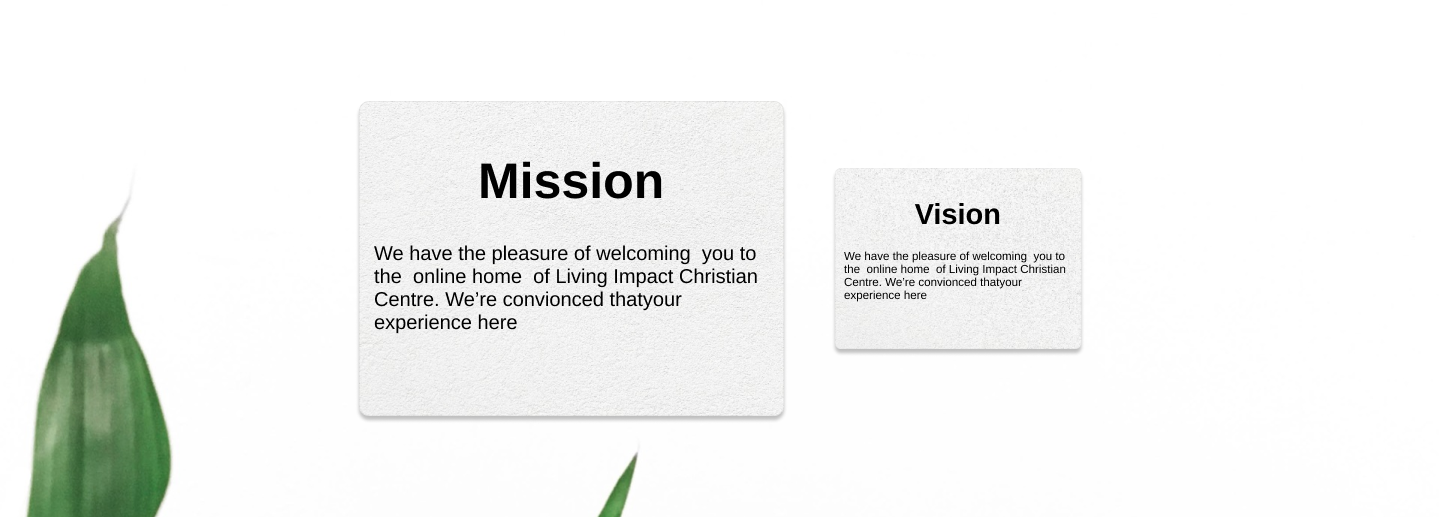 Mission
We have the pleasure of welcoming  you to
the  online home  of Living Impact Christian
Centre. We’re convionced thatyour
experience here
Vision
We have the pleasure of welcoming  you to
the  online home  of Living Impact Christian
Centre. We’re convionced thatyour
experience here